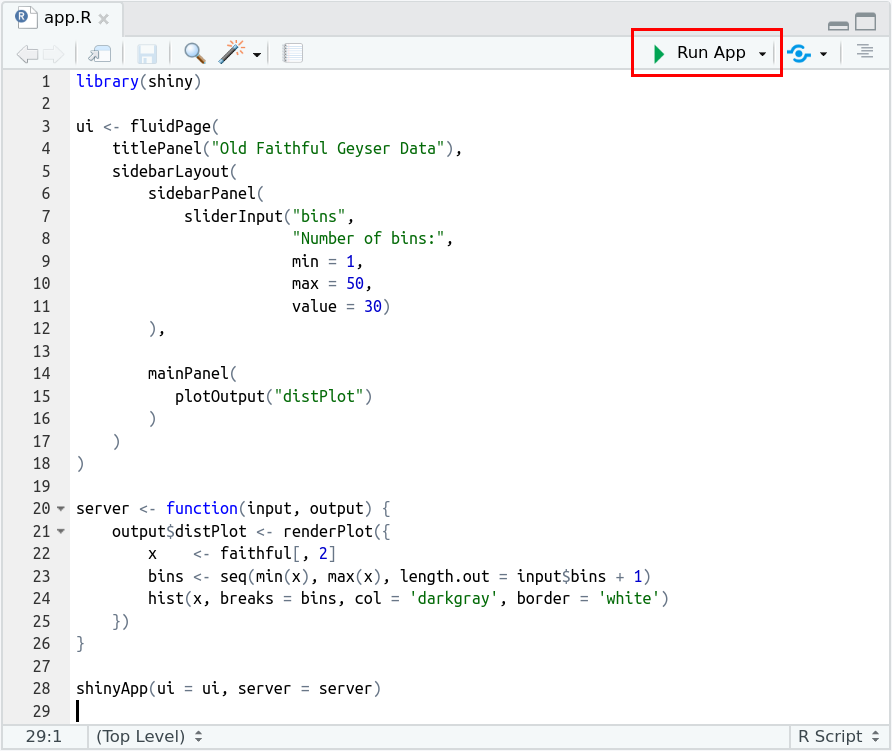 app.R
Run App
1 library(shiny)
2
3 ui <- fluidPage(
4     titlePanel("Old Faithful Geyser Data"),
5     sidebarLayout(
6         sidebarPanel(
7             sliderInput("bins",
8                         "Number of bins:",
9                         min = 1,
10                         max = 50,
11                         value = 30)
12         ),
13
14         mainPanel(
15            plotOutput("distPlot")
16         )
17     )
18 )
19
20 server <- function(input, output) {
21     output$distPlot <- renderPlot({
22         x    <- faithful[, 2]
23         bins <- seq(min(x), max(x), length.out = input$bins + 1)
24         hist(x, breaks = bins, col = 'darkgray', border = 'white')
25     })
26 }
27
28 shinyApp(ui = ui, server = server)
29
29:1 (Top Level) R Script